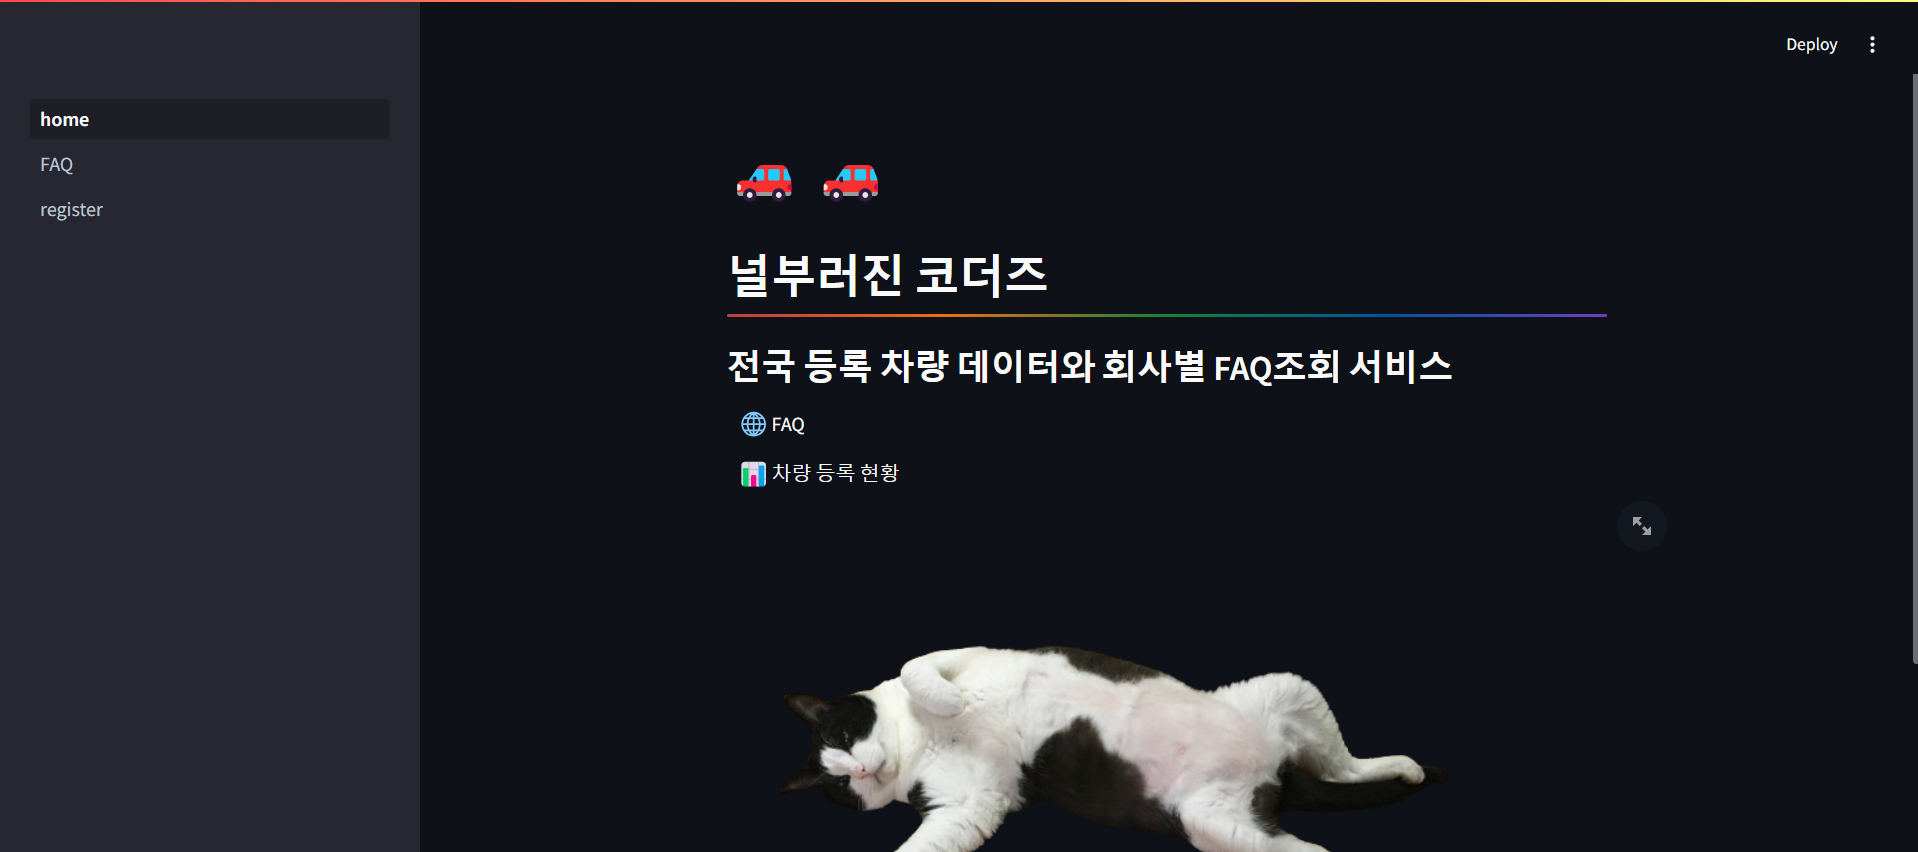 Deploy
home
FAQ
register
널부러진 코더즈
전국 등록 차량 데이터와 회사별 FAQ조회 서비스
FAQ
차량 등록 현황